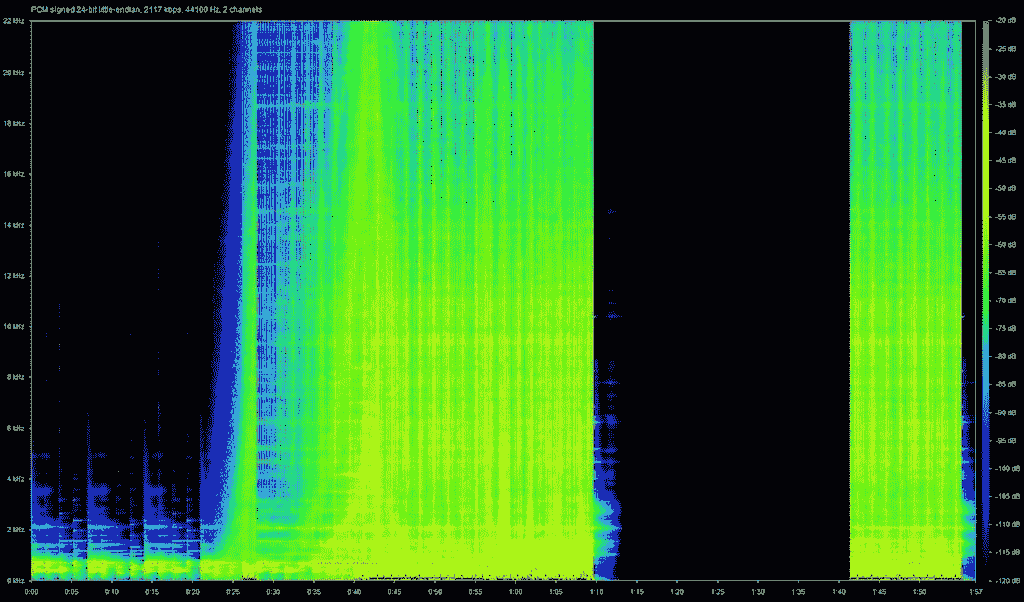 PCM signed 24-bit little-endian, 2117 kbps, 44100 Hz, 2 channels
22 kHz
20 kHz
18 kHz
16 kHz
14 kHz
12 kHz
10 kHz
8 kHz
6 kHz
4 kHz
2 kHz
0 kHz
0:00 0:05 0:10 0:15 0:20 0:25 0:30 0:35 0:40 0:45 0:50 0:55 1:00 1:05 1:10 1:15 1:20 1:25 1:30 1:35 1:40 1:45 1:50 1:57
-20 dB
-25 dB
-30 dB
-35 dB
-40 dB
-45 dB
-50 dB
-55 dB
-60 dB
-65 dB
-70 dB
-75 dB
-80 dB
-85 dB
-90 dB
-95 dB
-100 dB
-105 dB
-110 dB
-115 dB
-120 dB